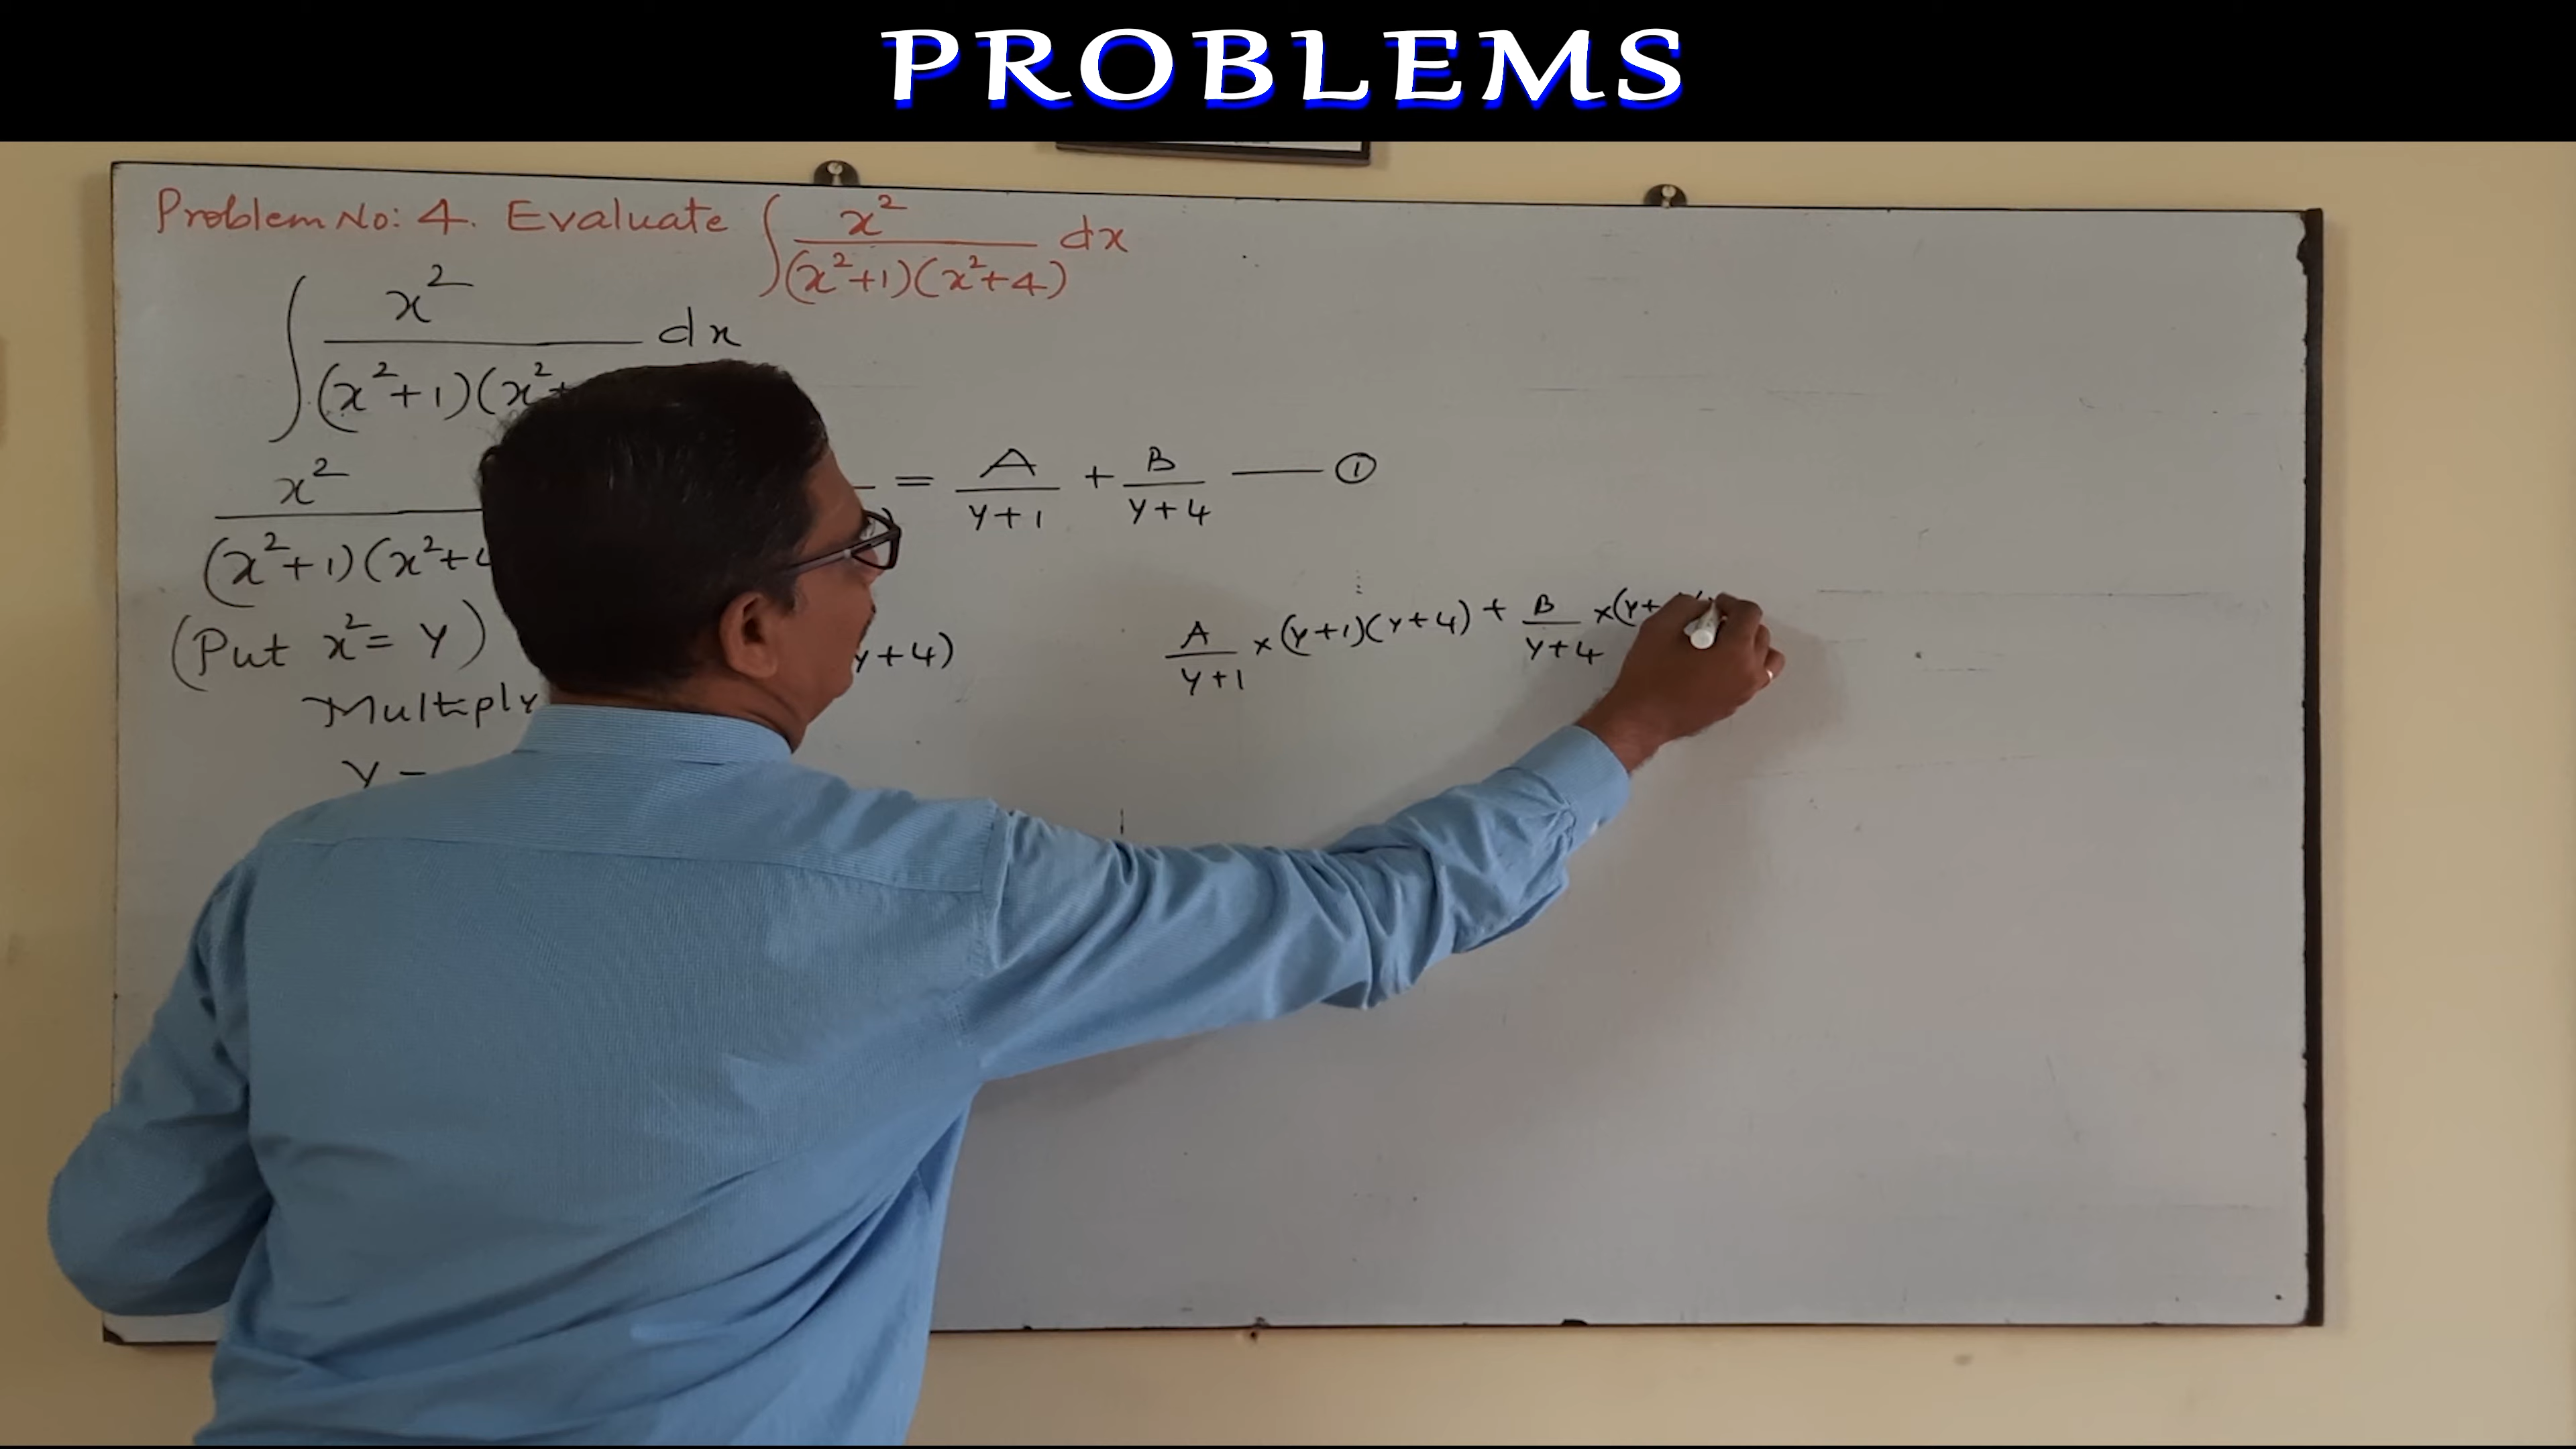 PROBLEMS
Problem No: 4. Evaluate ∫ x² / (x²+1)(x²+4) dx
∫ x² / (x²+1)(x²+ dx
x² / (x²+1)(x²+4 = A / y+1 + B / y+4 —— ①
(Put x² = y)
Multiply y+4)
A / y+1 × (y+1)(y+4) + B / y+4 × (y+
y =